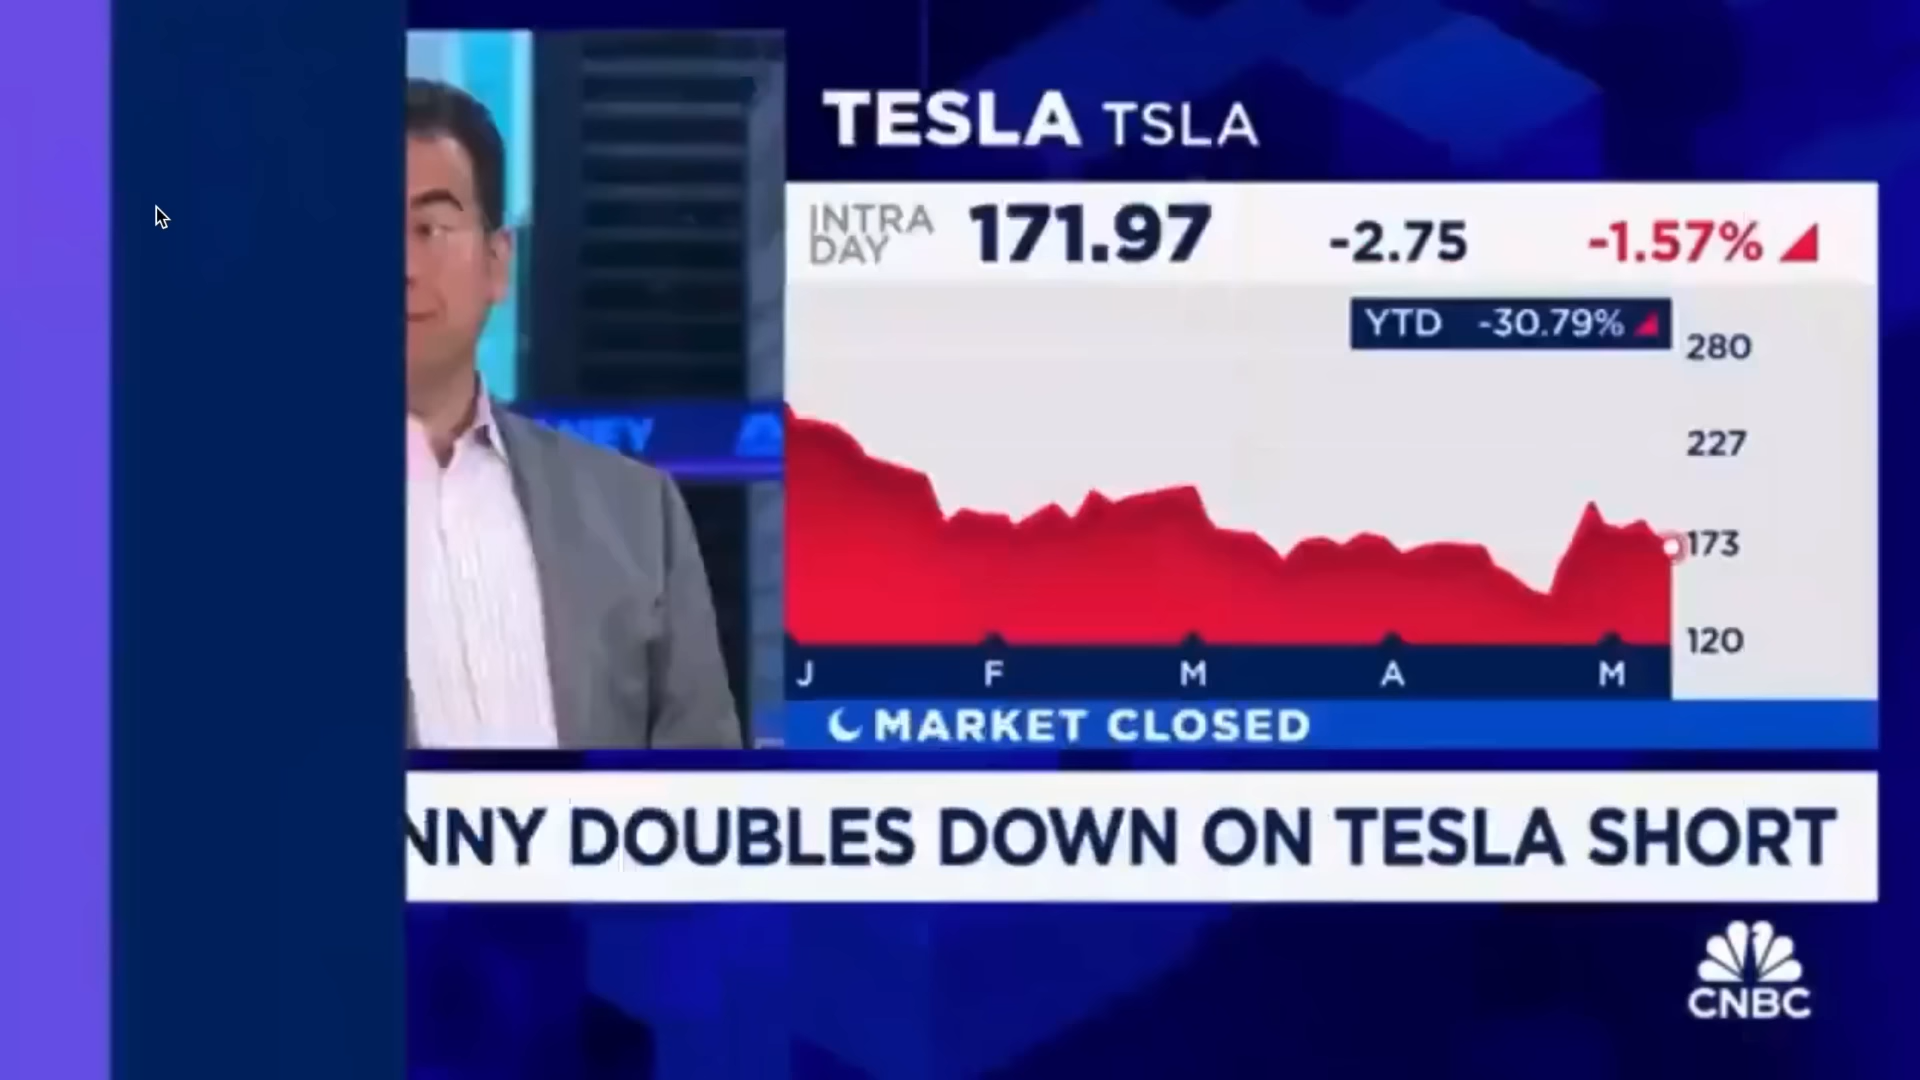 TESLA TSLA
INTRA DAY 171.97 -2.75 -1.57%
YTD -30.79%
280
227
173
120
J F M A M
MARKET CLOSED
NNY DOUBLES DOWN ON TESLA SHORT
CNBC